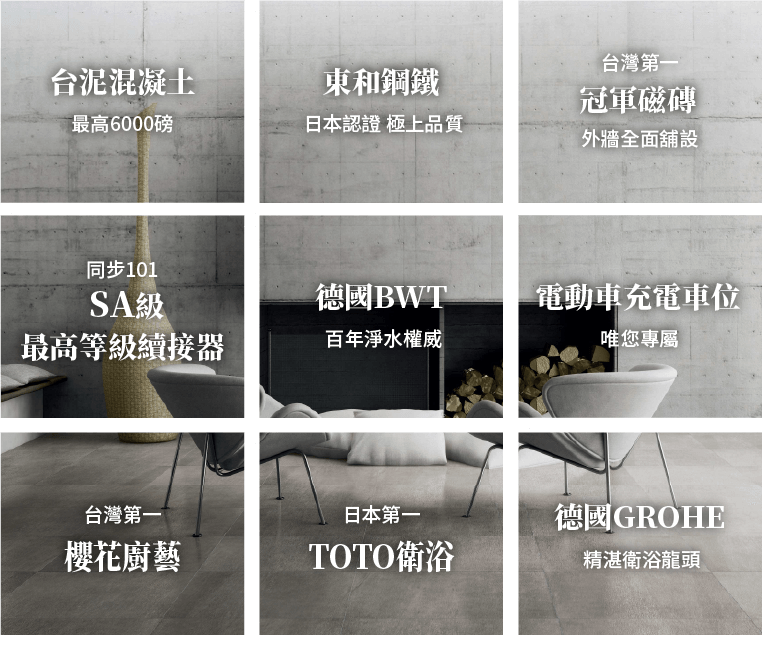 台泥混凝土
最高6000磅
東和鋼鐵
日本認證 極上品質
台灣第一
冠軍磁磚
外牆全面舖設
同步101
SA級
最高等級續接器
德國BWT
百年淨水權威
電動車充電車位
唯您專屬
台灣第一
櫻花廚藝
日本第一
TOTO衛浴
德國GROHE
精湛衛浴龍頭